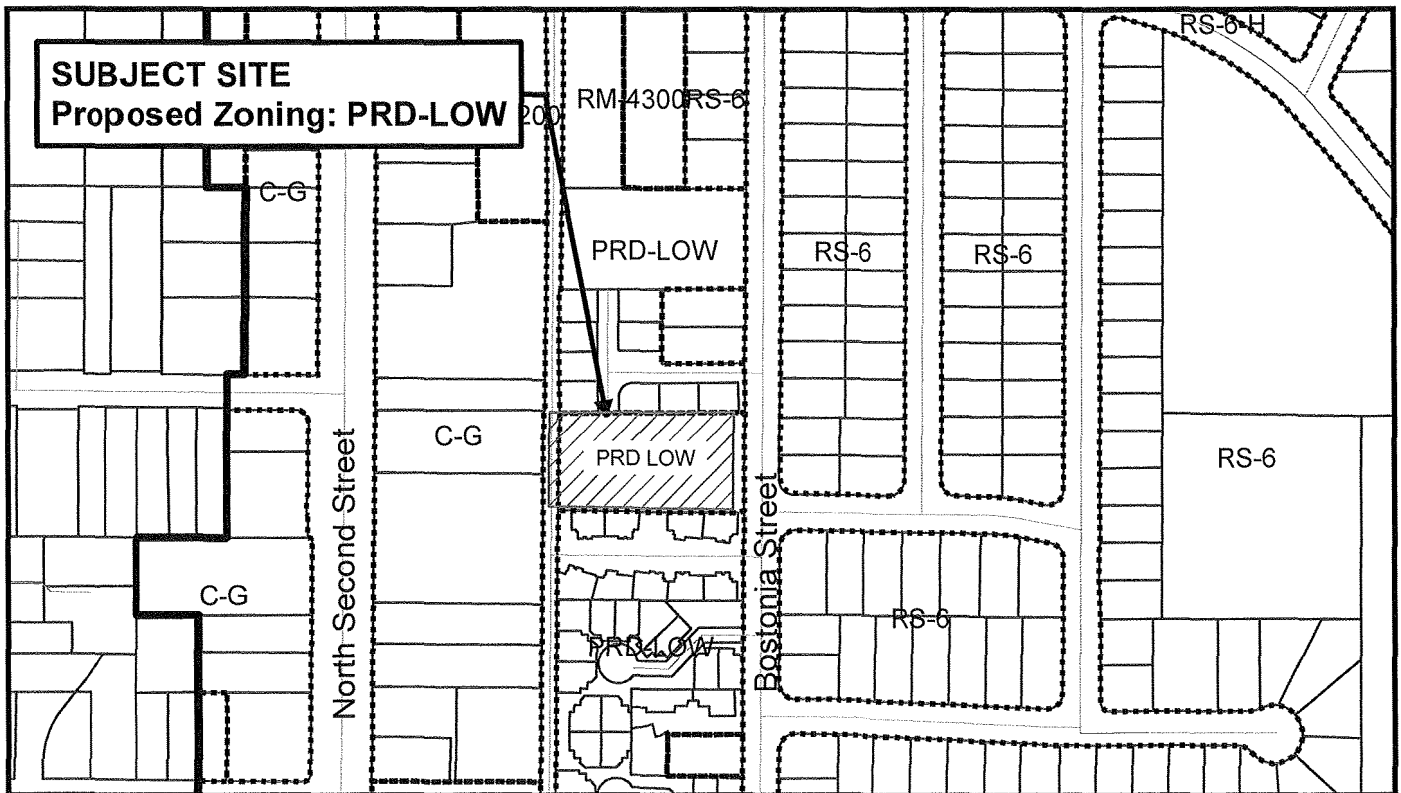 RS-6-H
SUBJECT SITE
Proposed Zoning: PRD-LOW
200
RM-4300
RS-6
C-G
PRD-LOW
RS-6
RS-6
C-G
PRD LOW
RS-6
North Second Street
Bostonia Street
C-G
RS-6
PRD-LOW